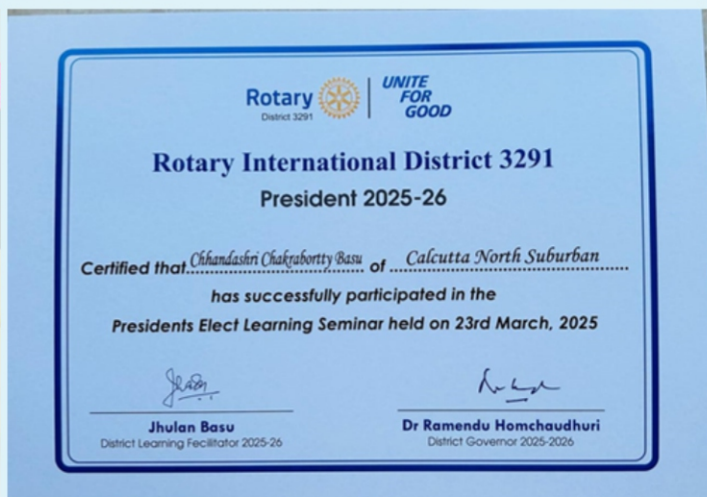 Rotary
District 3291
UNITE
FOR
GOOD
Rotary International District 3291
President 2025-26
Certified that Chhandashri Chakrabortty Basu of Calcutta North Suburban
has successfully participated in the
Presidents Elect Learning Seminar held on 23rd March, 2025
Jhulan Basu
District Learning Fecilitator 2025-26
Dr Ramendu Homchaudhuri
District Governor 2025-2026